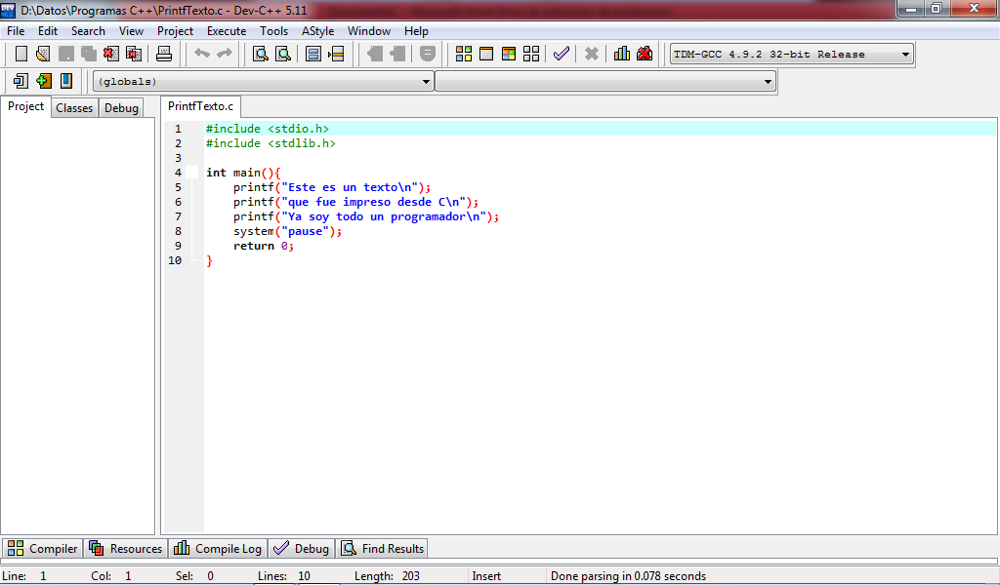 D:\Datos\Programas C++\PrintfTexto.c - Dev-C++ 5.11
File Edit Search View Project Execute Tools AStyle Window Help
TDM-GCC 4.9.2 32-bit Release
(globals)
Project Classes Debug PrintfTexto.c
1 #include <stdio.h>
2 #include <stdlib.h>
3
4 int main(){
5 printf("Este es un texto\n");
6 printf("que fue impreso desde C\n");
7 printf("Ya soy todo un programador\n");
8 system("pause");
9 return 0;
10 }
Compiler Resources Compile Log Debug Find Results
Line: 1 Col: 1 Sel: 0 Lines: 10 Length: 203 Insert Done parsing in 0.078 seconds